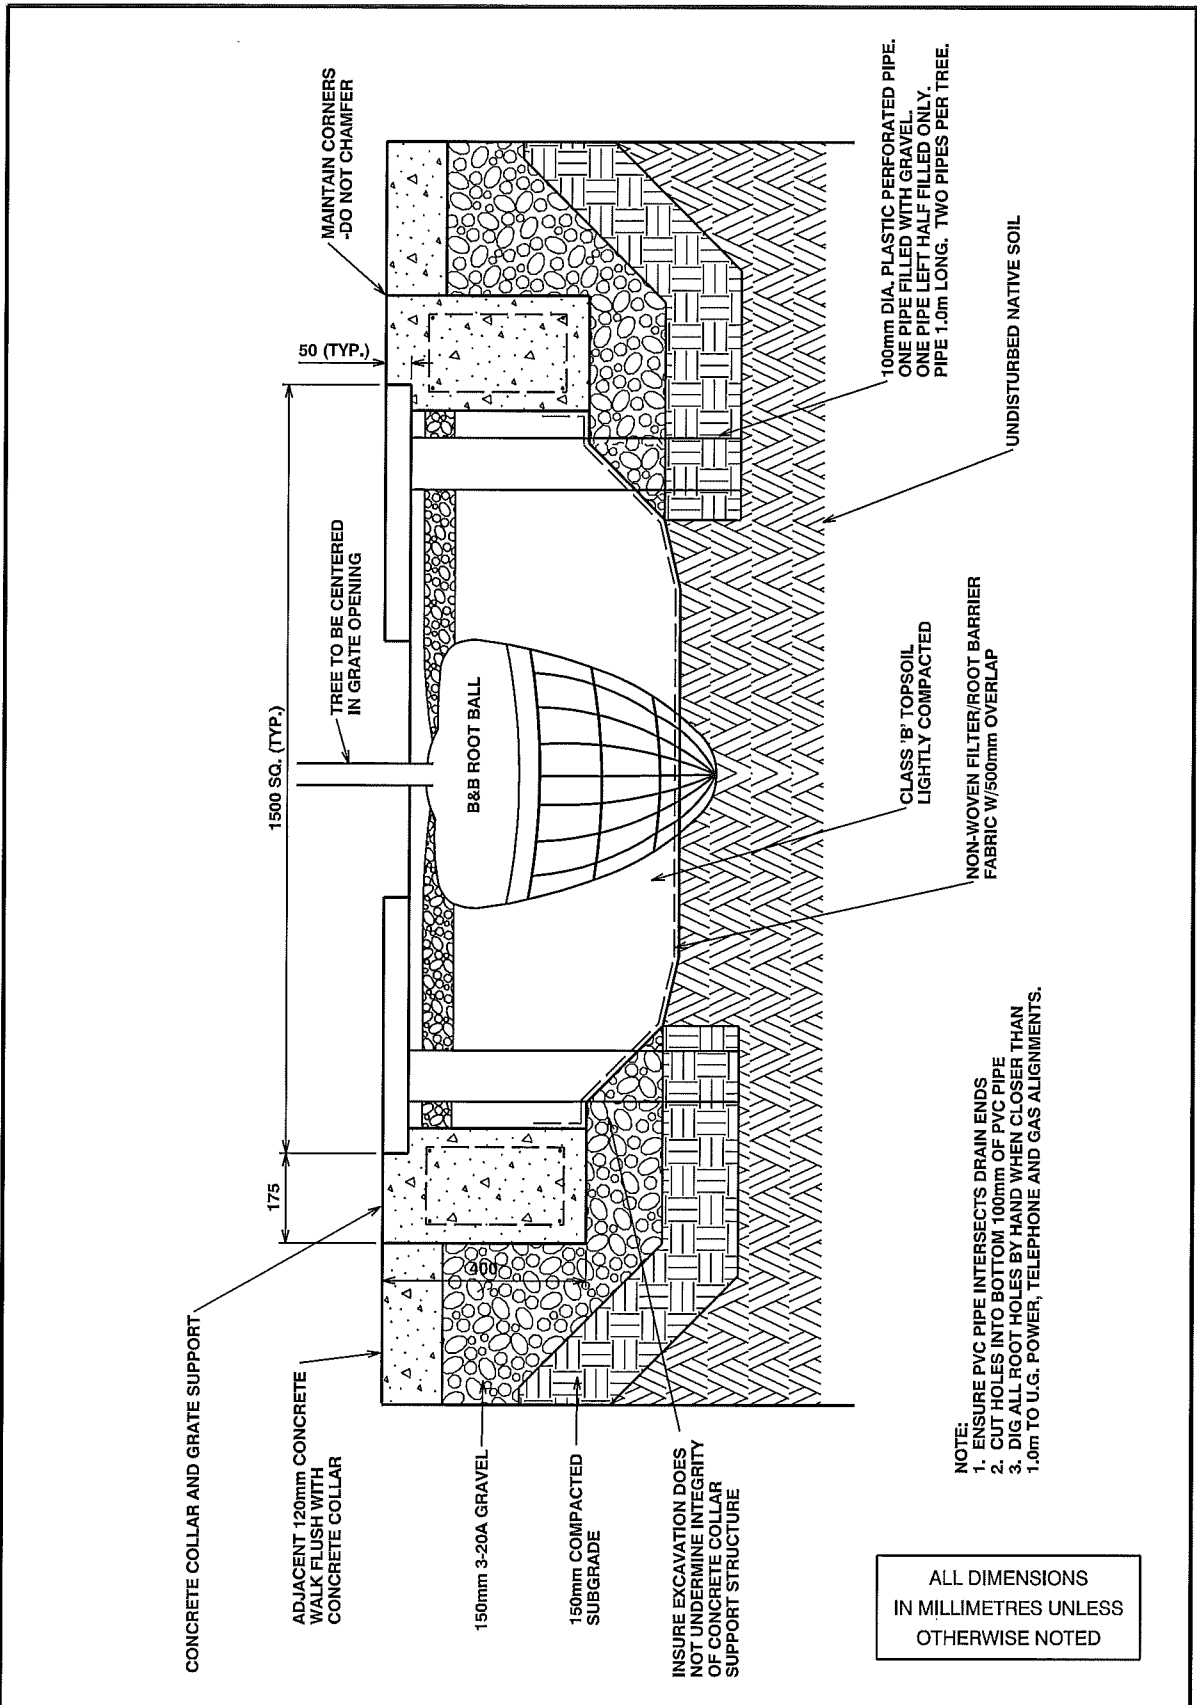 CONCRETE COLLAR AND GRATE SUPPORT
ADJACENT 120mm CONCRETE
WALK FLUSH WITH
CONCRETE COLLAR
175
1500 SQ. (TYP.)
TREE TO BE CENTERED
IN GRATE OPENING
50 (TYP.)
MAINTAIN CORNERS
-DO NOT CHAMFER
150mm 3-20A GRAVEL
400
B&B ROOT BALL
150mm COMPACTED
SUBGRADE
INSURE EXCAVATION DOES
NOT UNDERMINE INTEGRITY
OF CONCRETE COLLAR
SUPPORT STRUCTURE
100mm DIA. PLASTIC PERFORATED PIPE.
ONE PIPE FILLED WITH GRAVEL.
ONE PIPE LEFT HALF FILLED ONLY.
PIPE 1.0m LONG. TWO PIPES PER TREE.
CLASS 'B' TOPSOIL
LIGHTLY COMPACTED
NON-WOVEN FILTER/ROOT BARRIER
FABRIC W/500mm OVERLAP
UNDISTURBED NATIVE SOIL
NOTE:
1. ENSURE PVC PIPE INTERSECTS DRAIN ENDS
2. CUT HOLES INTO BOTTOM 100mm OF PVC PIPE
3. DIG ALL ROOT HOLES BY HAND WHEN CLOSER THAN
1.0m TO U.G. POWER, TELEPHONE AND GAS ALIGNMENTS.
ALL DIMENSIONS
IN MILLIMETRES UNLESS
OTHERWISE NOTED